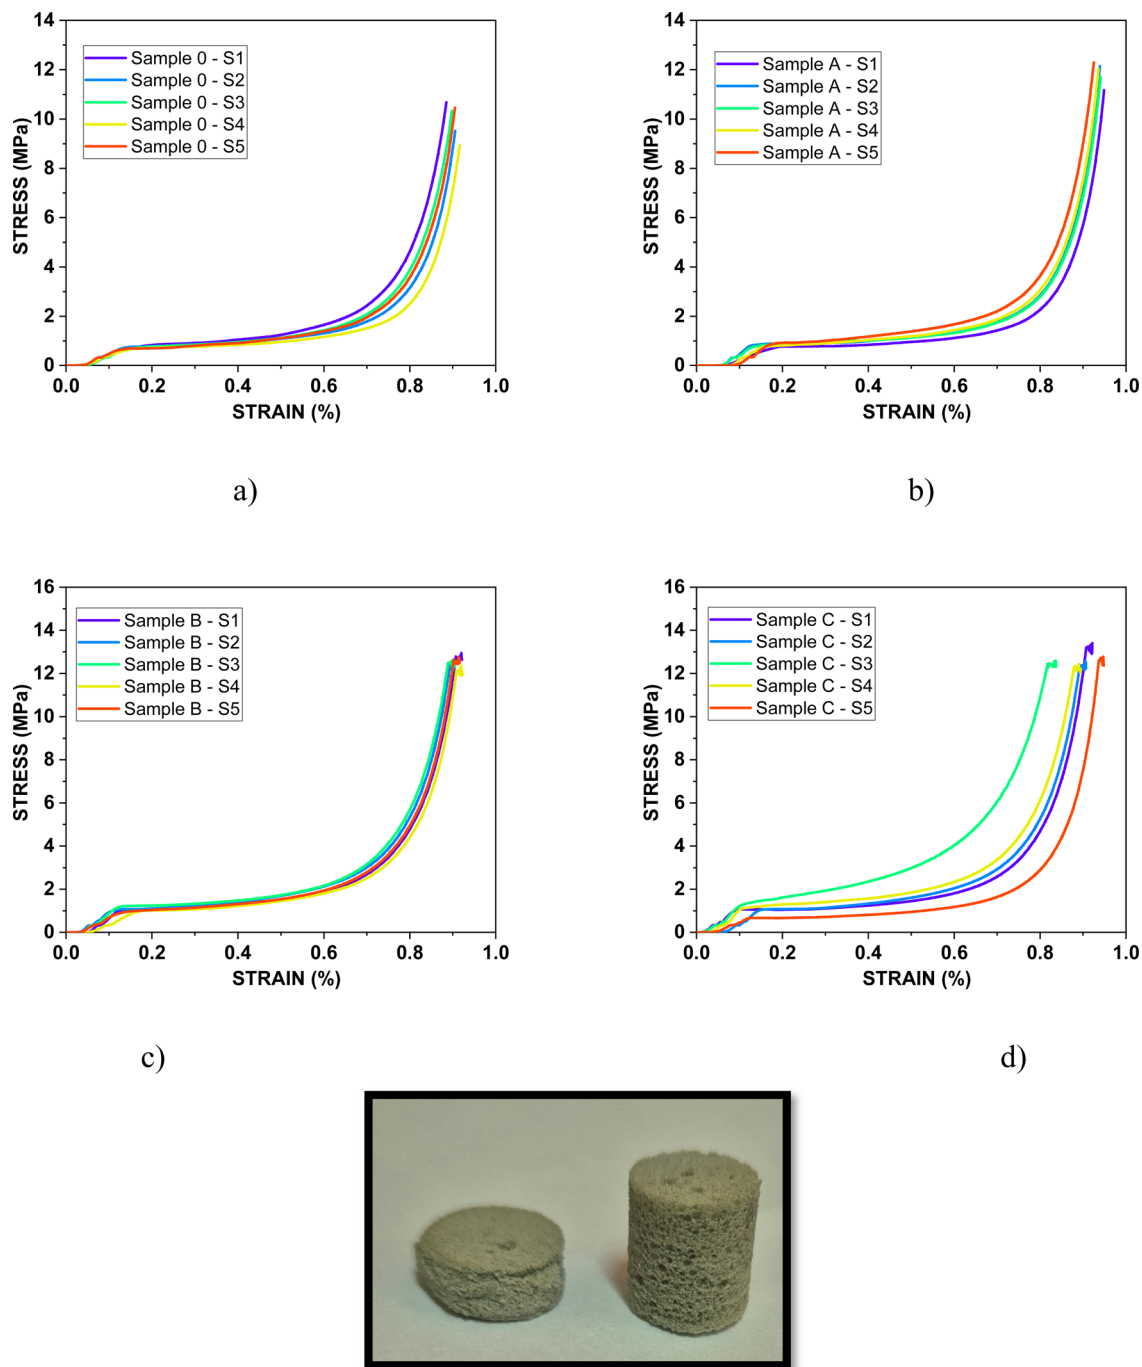 14
12
10
8
6
4
2
0
STRESS (MPa)
Sample 0 - S1
Sample 0 - S2
Sample 0 - S3
Sample 0 - S4
Sample 0 - S5
0.0 0.2 0.4 0.6 0.8 1.0
STRAIN (%)
a)
14
12
10
8
6
4
2
0
STRESS (MPa)
Sample A - S1
Sample A - S2
Sample A - S3
Sample A - S4
Sample A - S5
0.0 0.2 0.4 0.6 0.8 1.0
STRAIN (%)
b)
16
14
12
10
8
6
4
2
0
STRESS (MPa)
Sample B - S1
Sample B - S2
Sample B - S3
Sample B - S4
Sample B - S5
0.0 0.2 0.4 0.6 0.8 1.0
STRAIN (%)
c)
16
14
12
10
8
6
4
2
0
STRESS (MPa)
Sample C - S1
Sample C - S2
Sample C - S3
Sample C - S4
Sample C - S5
0.0 0.2 0.4 0.6 0.8 1.0
STRAIN (%)
d)